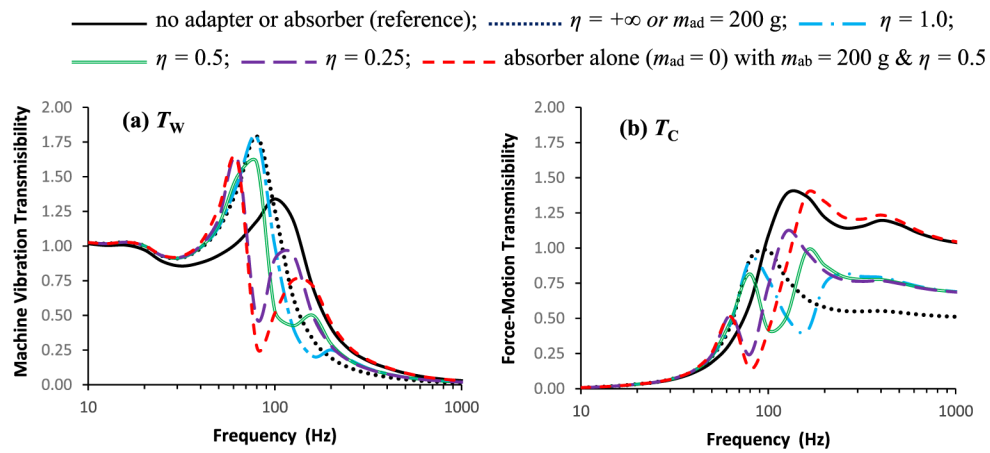 no adapter or absorber (reference); η = +∞ or mad = 200 g; η = 1.0;
η = 0.5; η = 0.25; absorber alone (mad = 0) with mab = 200 g & η = 0.5
(a) TW
Machine Vibration Transmisibility
2.00
1.75
1.50
1.25
1.00
0.75
0.50
0.25
0.00
10 100 1000
Frequency (Hz)
(b) TC
Force-Motion Transmisibility
2.00
1.75
1.50
1.25
1.00
0.75
0.50
0.25
0.00
10 100 1000
Frequency (Hz)